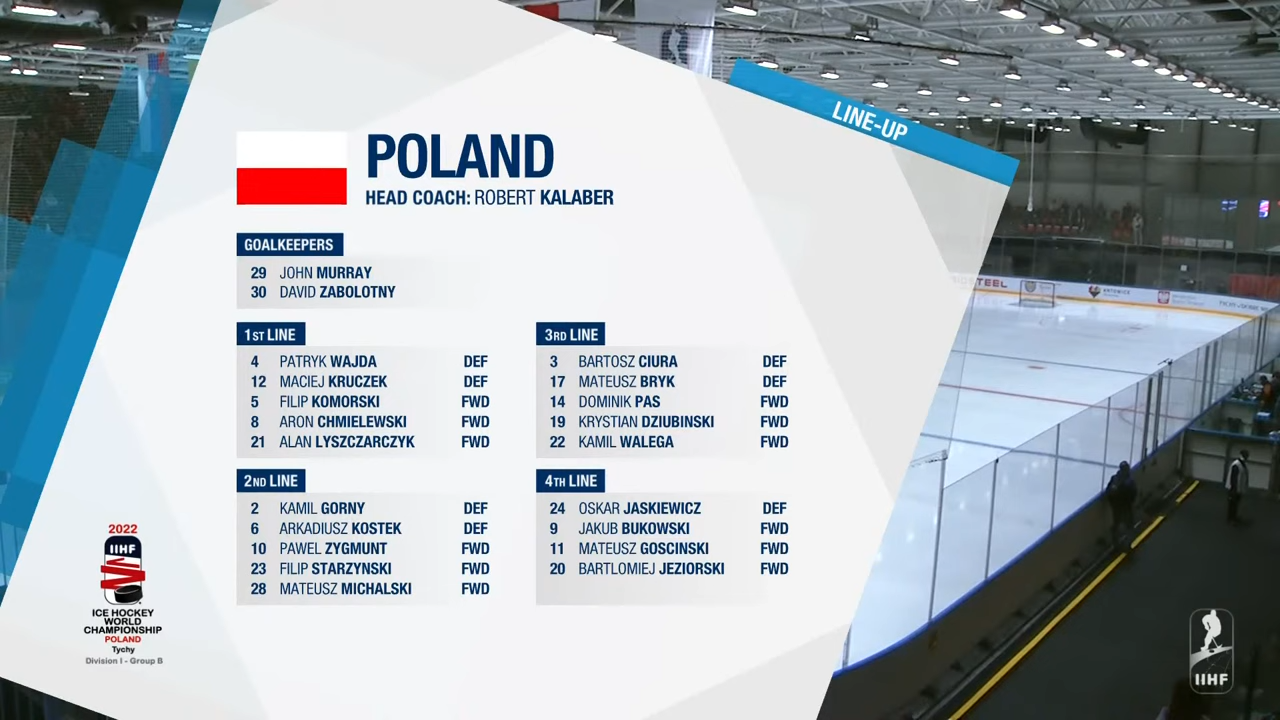 LINE-UP
POLAND
HEAD COACH: ROBERT KALABER
GOALKEEPERS
29 JOHN MURRAY
30 DAVID ZABOLOTNY
1ST LINE
4 PATRYK WAJDA DEF
12 MACIEJ KRUCZEK DEF
5 FILIP KOMORSKI FWD
8 ARON CHMIELEWSKI FWD
21 ALAN LYSZCZARCZYK FWD
2ND LINE
2 KAMIL GORNY DEF
6 ARKADIUSZ KOSTEK DEF
10 PAWEL ZYGMUNT FWD
23 FILIP STARZYNSKI FWD
28 MATEUSZ MICHALSKI FWD
3RD LINE
3 BARTOSZ CIURA DEF
17 MATEUSZ BRYK DEF
14 DOMINIK PAS FWD
19 KRYSTIAN DZIUBINSKI FWD
22 KAMIL WALEGA FWD
4TH LINE
24 OSKAR JASKIEWICZ DEF
9 JAKUB BUKOWSKI FWD
11 MATEUSZ GOSCINSKI FWD
20 BARTLOMIEJ JEZIORSKI FWD
2022
IIHF
ICE HOCKEY
WORLD
CHAMPIONSHIP
POLAND
Tychy
Division I - Group B
IIHF